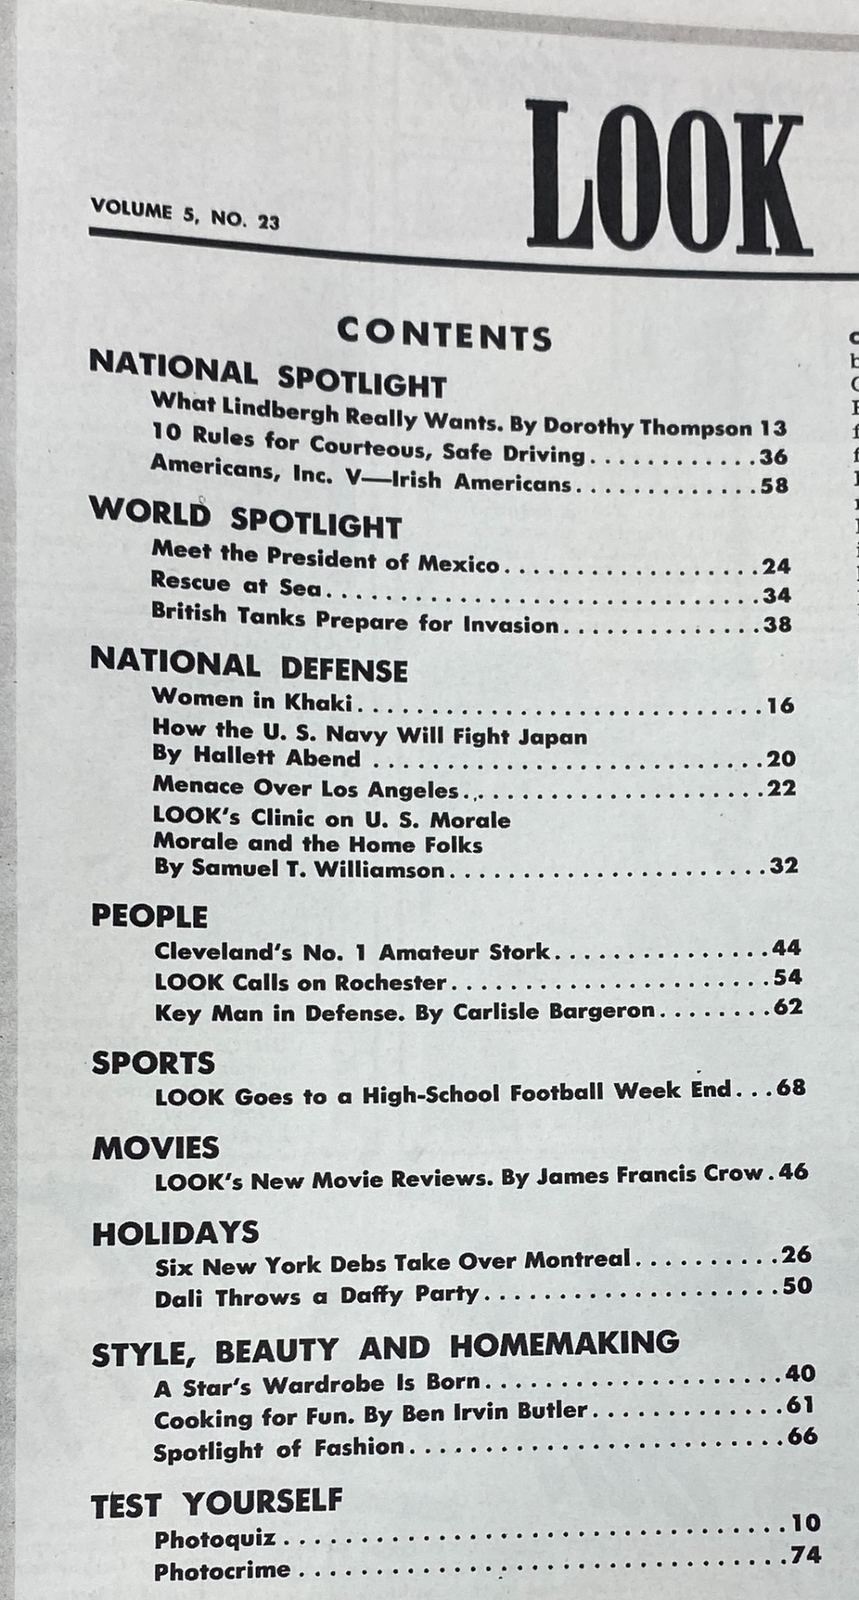 LOOK
VOLUME 5, NO. 23
CONTENTS
NATIONAL SPOTLIGHT
What Lindbergh Really Wants. By Dorothy Thompson 13
10 Rules for Courteous, Safe Driving............36
Americans, Inc. V—Irish Americans.............58
WORLD SPOTLIGHT
Meet the President of Mexico..................24
Rescue at Sea..............................34
British Tanks Prepare for Invasion..............38
NATIONAL DEFENSE
Women in Khaki............................16
How the U. S. Navy Will Fight Japan
By Hallett Abend ...........................20
Menace Over Los Angeles.....................22
LOOK's Clinic on U. S. Morale
Morale and the Home Folks
By Samuel T. Williamson......................32
PEOPLE
Cleveland's No. 1 Amateur Stork...............44
LOOK Calls on Rochester......................54
Key Man in Defense. By Carlisle Bargeron........62
SPORTS
LOOK Goes to a High-School Football Week End...68
MOVIES
LOOK's New Movie Reviews. By James Francis Crow.46
HOLIDAYS
Six New York Debs Take Over Montreal..........26
Dali Throws a Daffy Party.....................50
STYLE, BEAUTY AND HOMEMAKING
A Star's Wardrobe Is Born.....................40
Cooking for Fun. By Ben Irvin Butler.............61
Spotlight of Fashion..........................66
TEST YOURSELF
Photoquiz...................................10
Photocrime..................................74